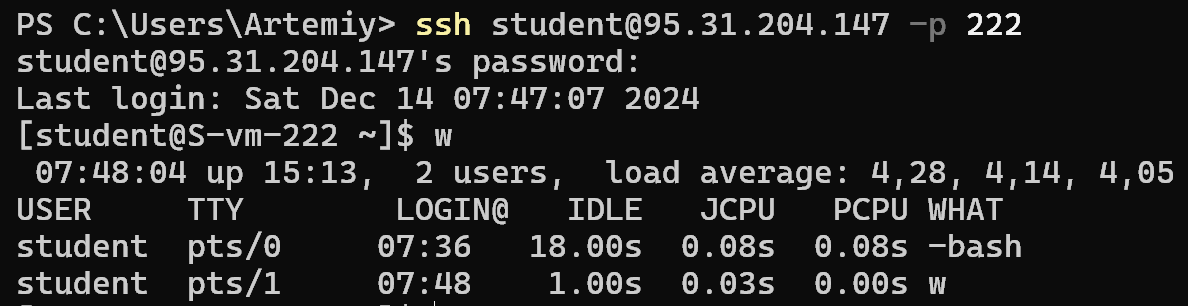 PS C:\Users\Artemiy> ssh student@95.31.204.147 -p 222
student@95.31.204.147's password:
Last login: Sat Dec 14 07:47:07 2024
[student@S-vm-222 ~]$ w
 07:48:04 up 15:13,  2 users,  load average: 4,28, 4,14, 4,05
USER     TTY        LOGIN@   IDLE   JCPU   PCPU WHAT
student  pts/0     07:36   18.00s  0.08s  0.08s -bash
student  pts/1     07:48    1.00s  0.03s  0.00s w